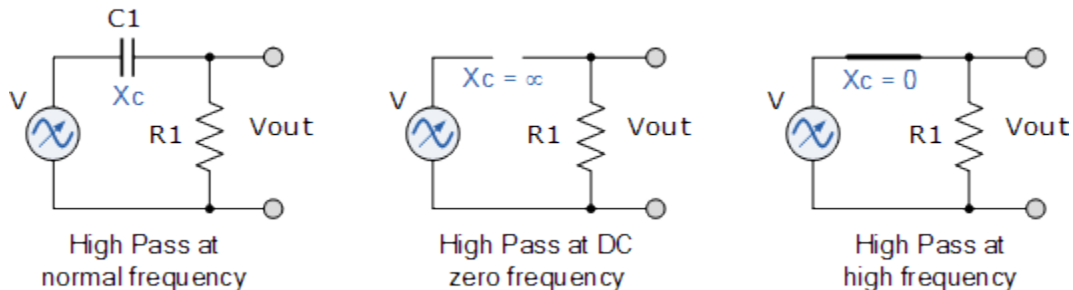 C1
Xc
V
R1
Vout
High Pass at
normal frequency
Xc = ∞
V
R1
Vout
High Pass at DC
zero frequency
Xc = 0
V
R1
Vout
High Pass at
high frequency